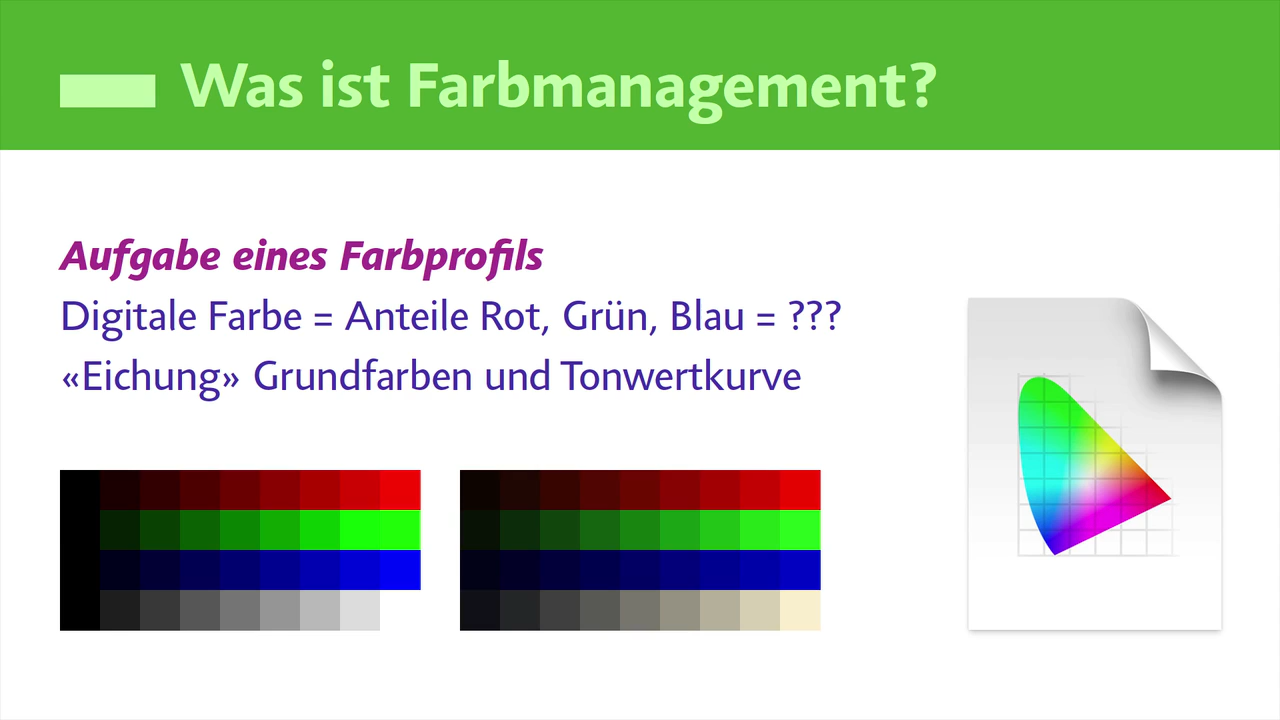 Was ist Farbmanagement?
Aufgabe eines Farbprofils
Digitale Farbe = Anteile Rot, Grün, Blau = ???
«Eichung» Grundfarben und Tonwertkurve